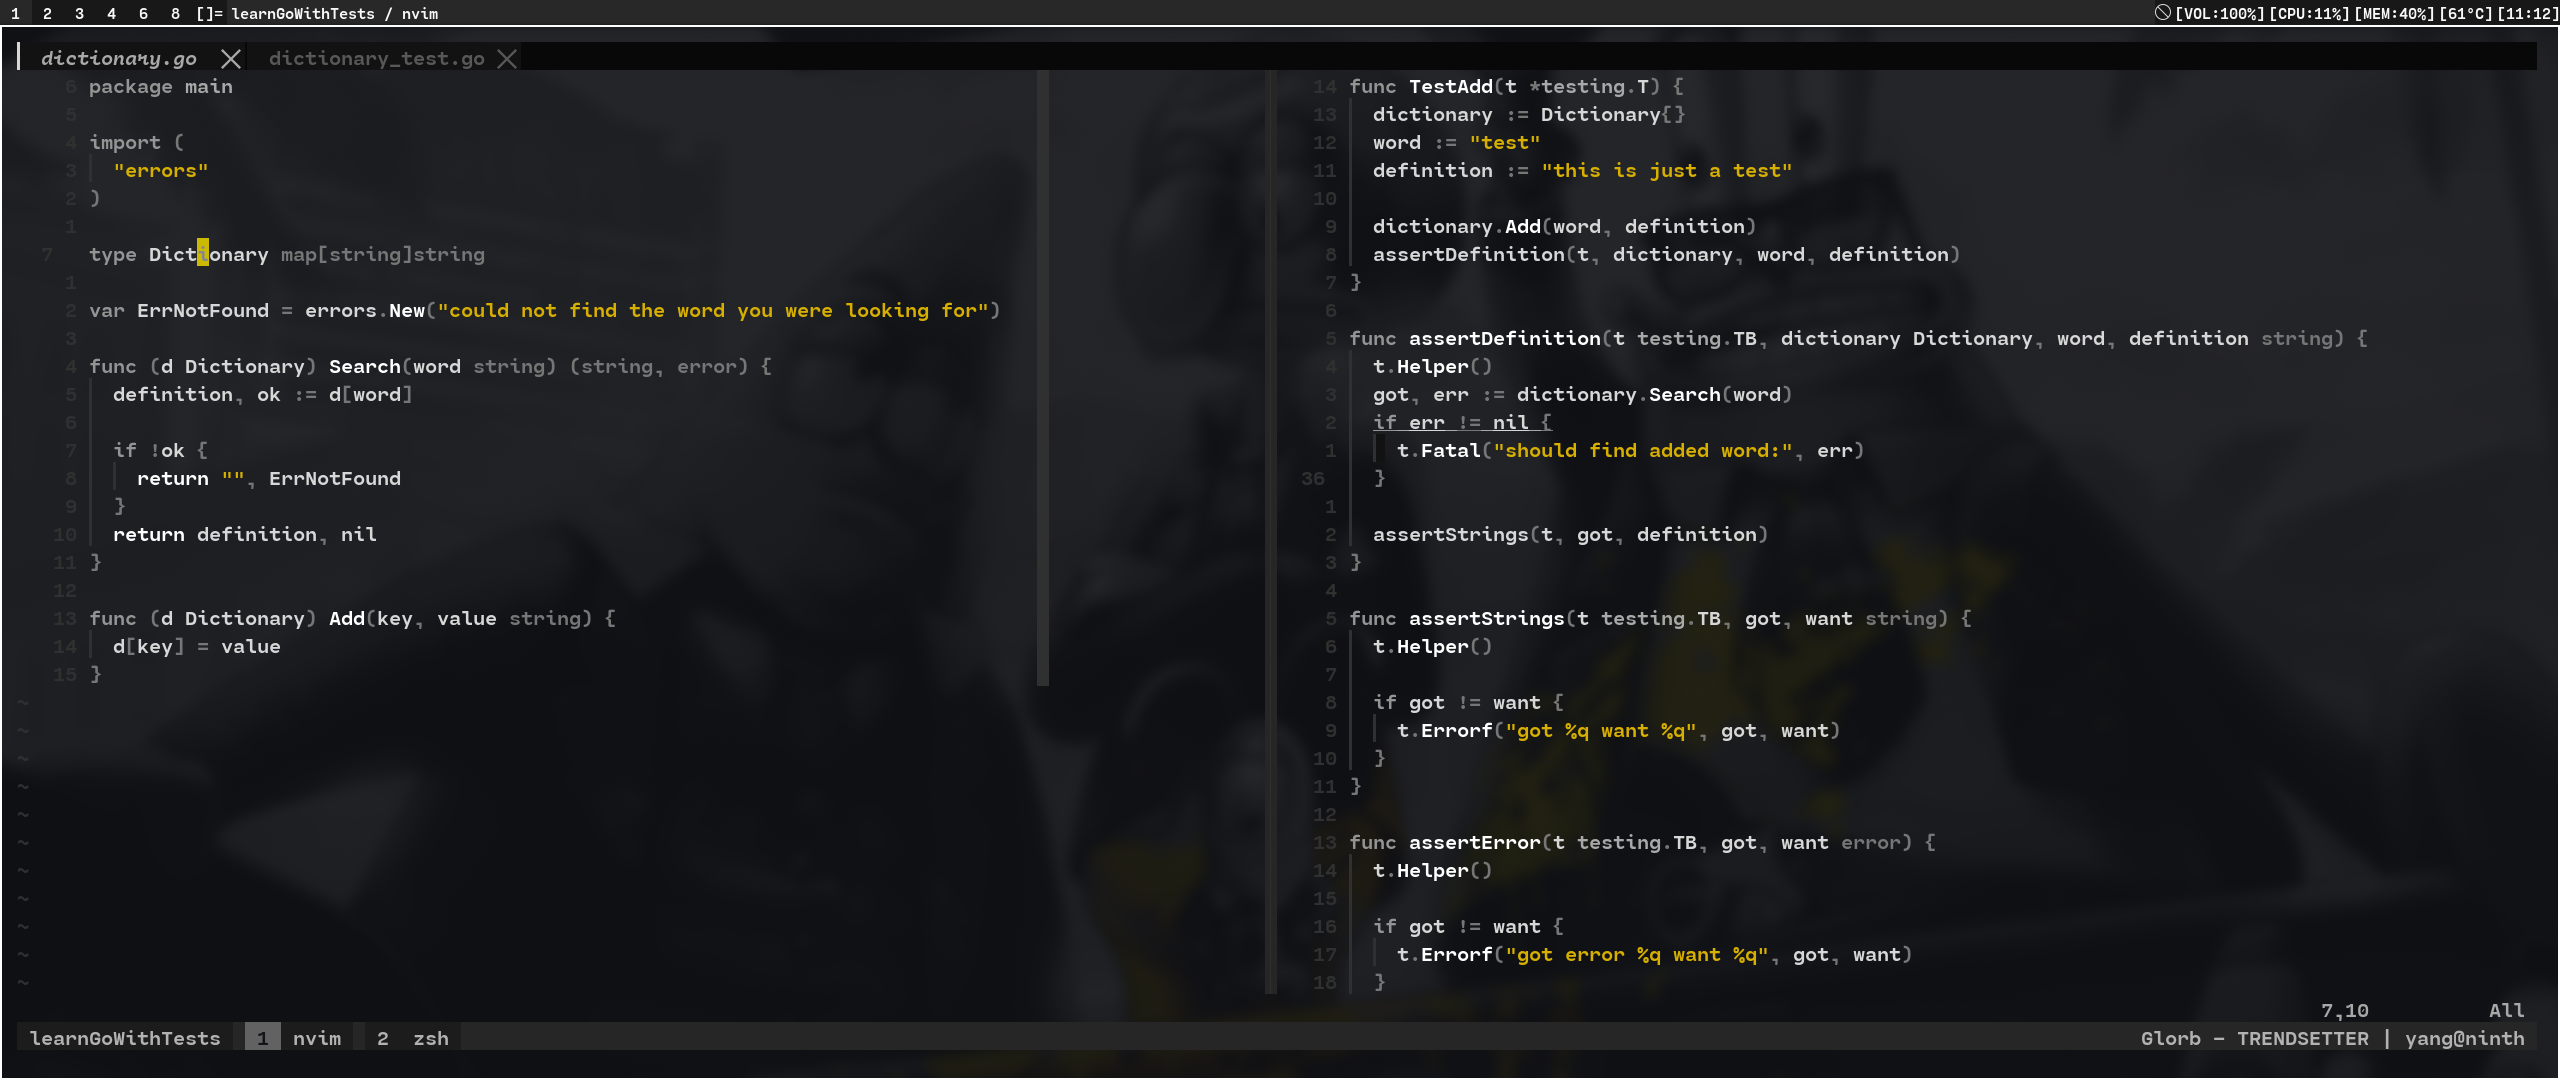 1 2 3 4 6 8 []= learnGoWithTests / nvim [VOL:100%] [CPU:11%] [MEM:40%] [61°C] [11:12]
dictionary.go dictionary_test.go
6 package main
5
4 import (
3 "errors"
2 )
1
7 type Dictionary map[string]string
1
2 var ErrNotFound = errors.New("could not find the word you were looking for")
3
4 func (d Dictionary) Search(word string) (string, error) {
5 definition, ok := d[word]
6
7 if !ok {
8 return "", ErrNotFound
9 }
10 return definition, nil
11 }
12
13 func (d Dictionary) Add(key, value string) {
14 d[key] = value
15 }
~
~
~
~
~
~
~
~
~
~
~
14 func TestAdd(t *testing.T) {
13 dictionary := Dictionary{}
12 word := "test"
11 definition := "this is just a test"
10
9 dictionary.Add(word, definition)
8 assertDefinition(t, dictionary, word, definition)
7 }
6
5 func assertDefinition(t testing.TB, dictionary Dictionary, word, definition string) {
4 t.Helper()
3 got, err := dictionary.Search(word)
2 if err != nil {
1 t.Fatal("should find added word:", err)
36 }
1
2 assertStrings(t, got, definition)
3 }
4
5 func assertStrings(t testing.TB, got, want string) {
6 t.Helper()
7
8 if got != want {
9 t.Errorf("got %q want %q", got, want)
10 }
11 }
12
13 func assertError(t testing.TB, got, want error) {
14 t.Helper()
15
16 if got != want {
17 t.Errorf("got error %q want %q", got, want)
18 }
7,10 All
learnGoWithTests 1 nvim 2 zsh Glorb – TRENDSETTER | yang@ninth